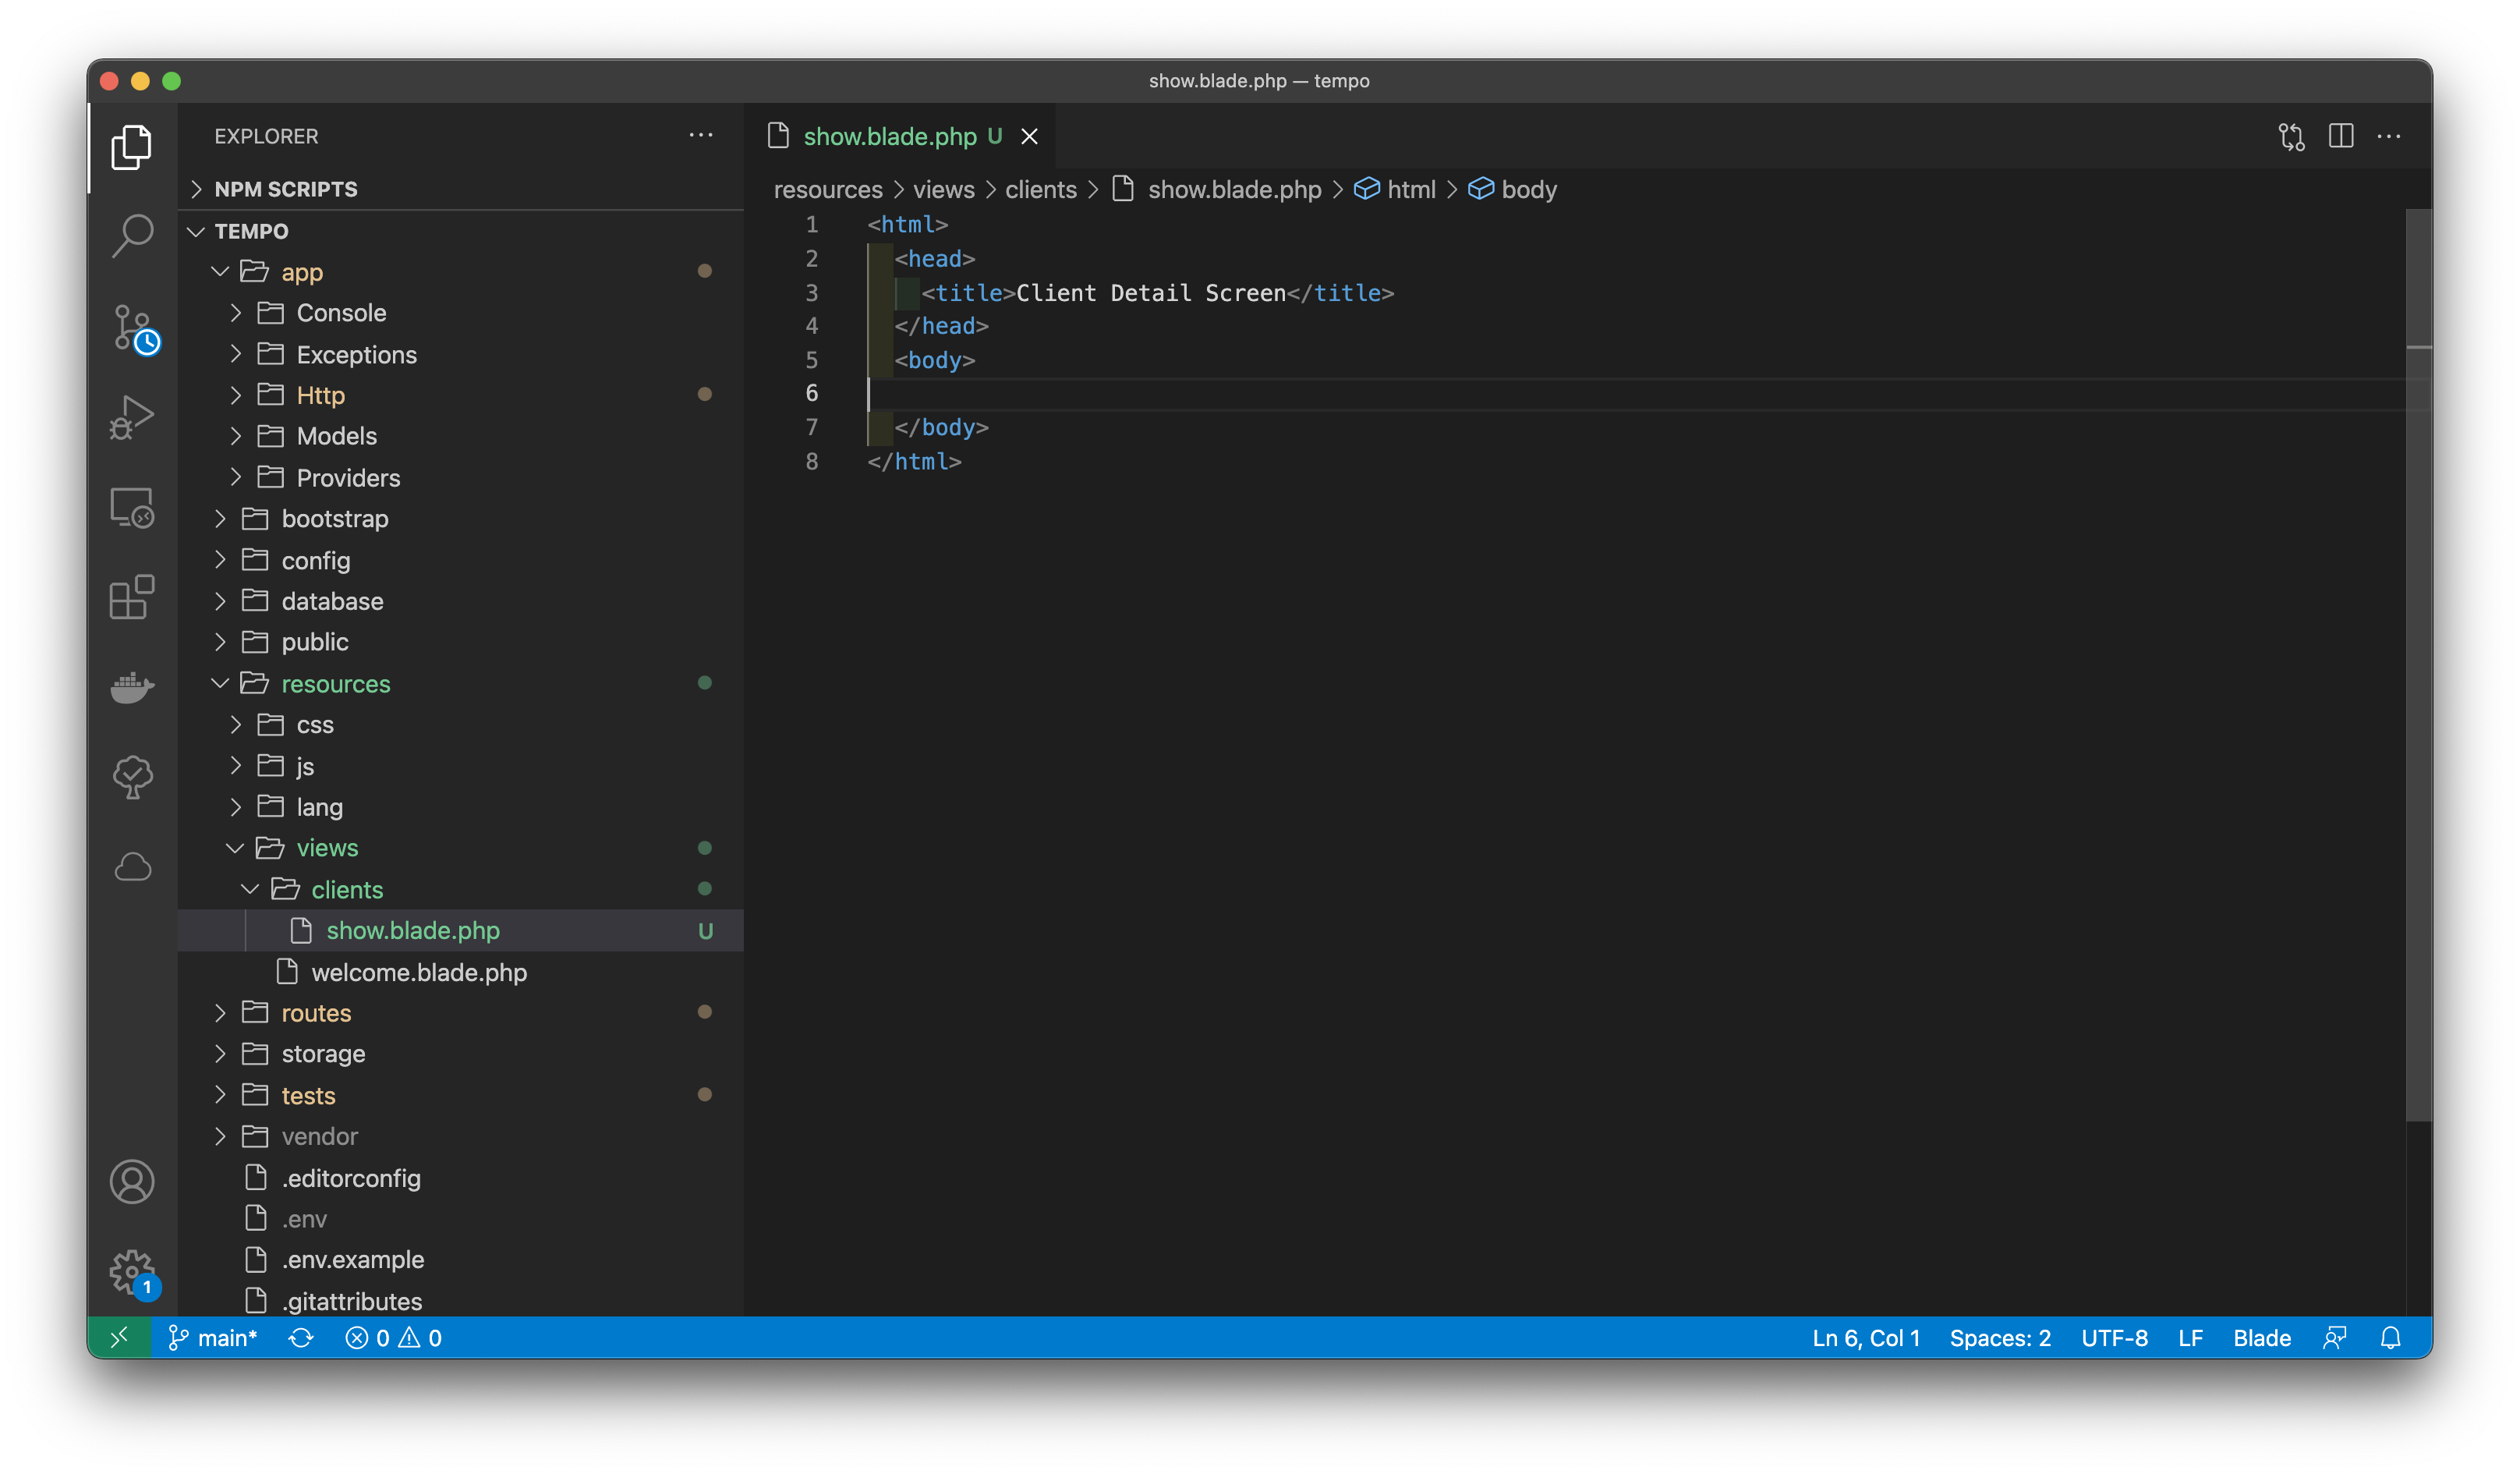 show.blade.php — tempo
EXPLORER
NPM SCRIPTS
TEMPO
app
Console
Exceptions
Http
Models
Providers
bootstrap
config
database
public
resources
css
js
lang
views
clients
show.blade.php U
welcome.blade.php
routes
storage
tests
vendor
.editorconfig
.env
.env.example
.gitattributes
1
show.blade.php U
resources > views > clients > show.blade.php > html > body
1 <html>
2 <head>
3 <title>Client Detail Screen</title>
4 </head>
5 <body>
6
7 </body>
8 </html>
main* 0 0
Ln 6, Col 1 Spaces: 2 UTF-8 LF Blade